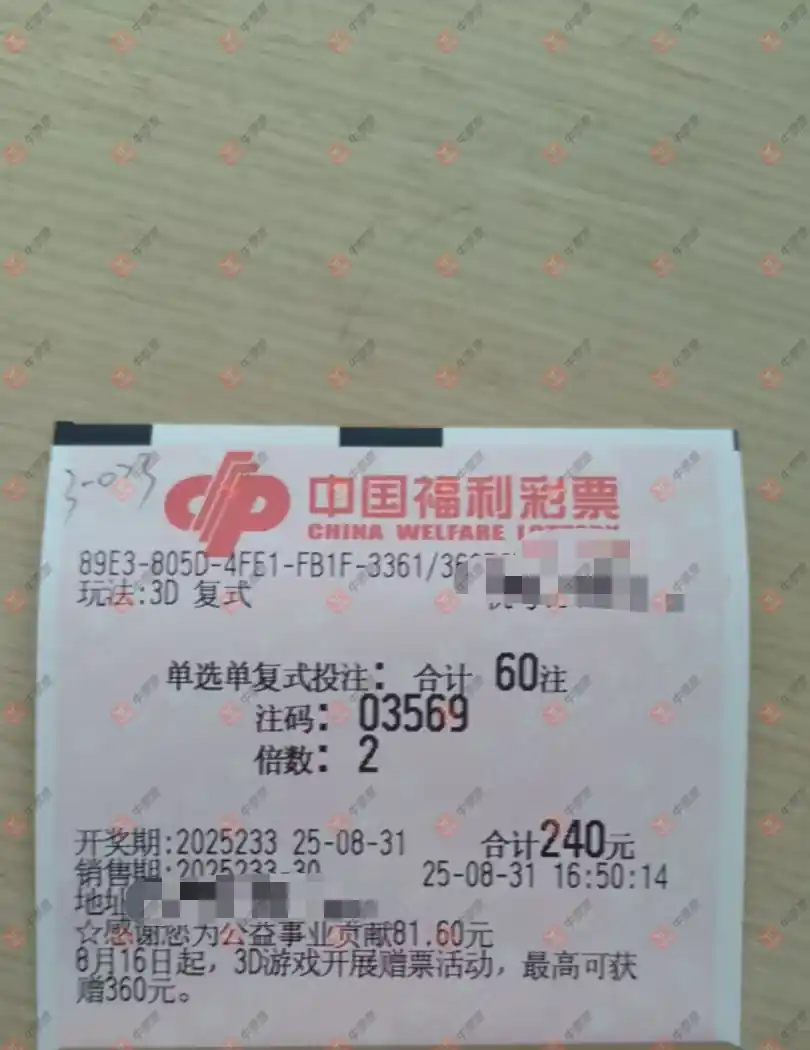 中国福利彩票
CHINA WELFARE LOTTERY
89E3-805D-4FE1-FB1F-3361/36
玩法:3D 复式
单选单复式投注: 合计 60注
注码: 03569
倍数: 2
开奖期:2025233 25-08-31 合计240元
销售期:2025233-30 25-08-31 16:50:14
地址
☆感谢您为公益事业贡献81.60元
8月16日起，3D游戏开展赠票活动，最高可获
赠360元。